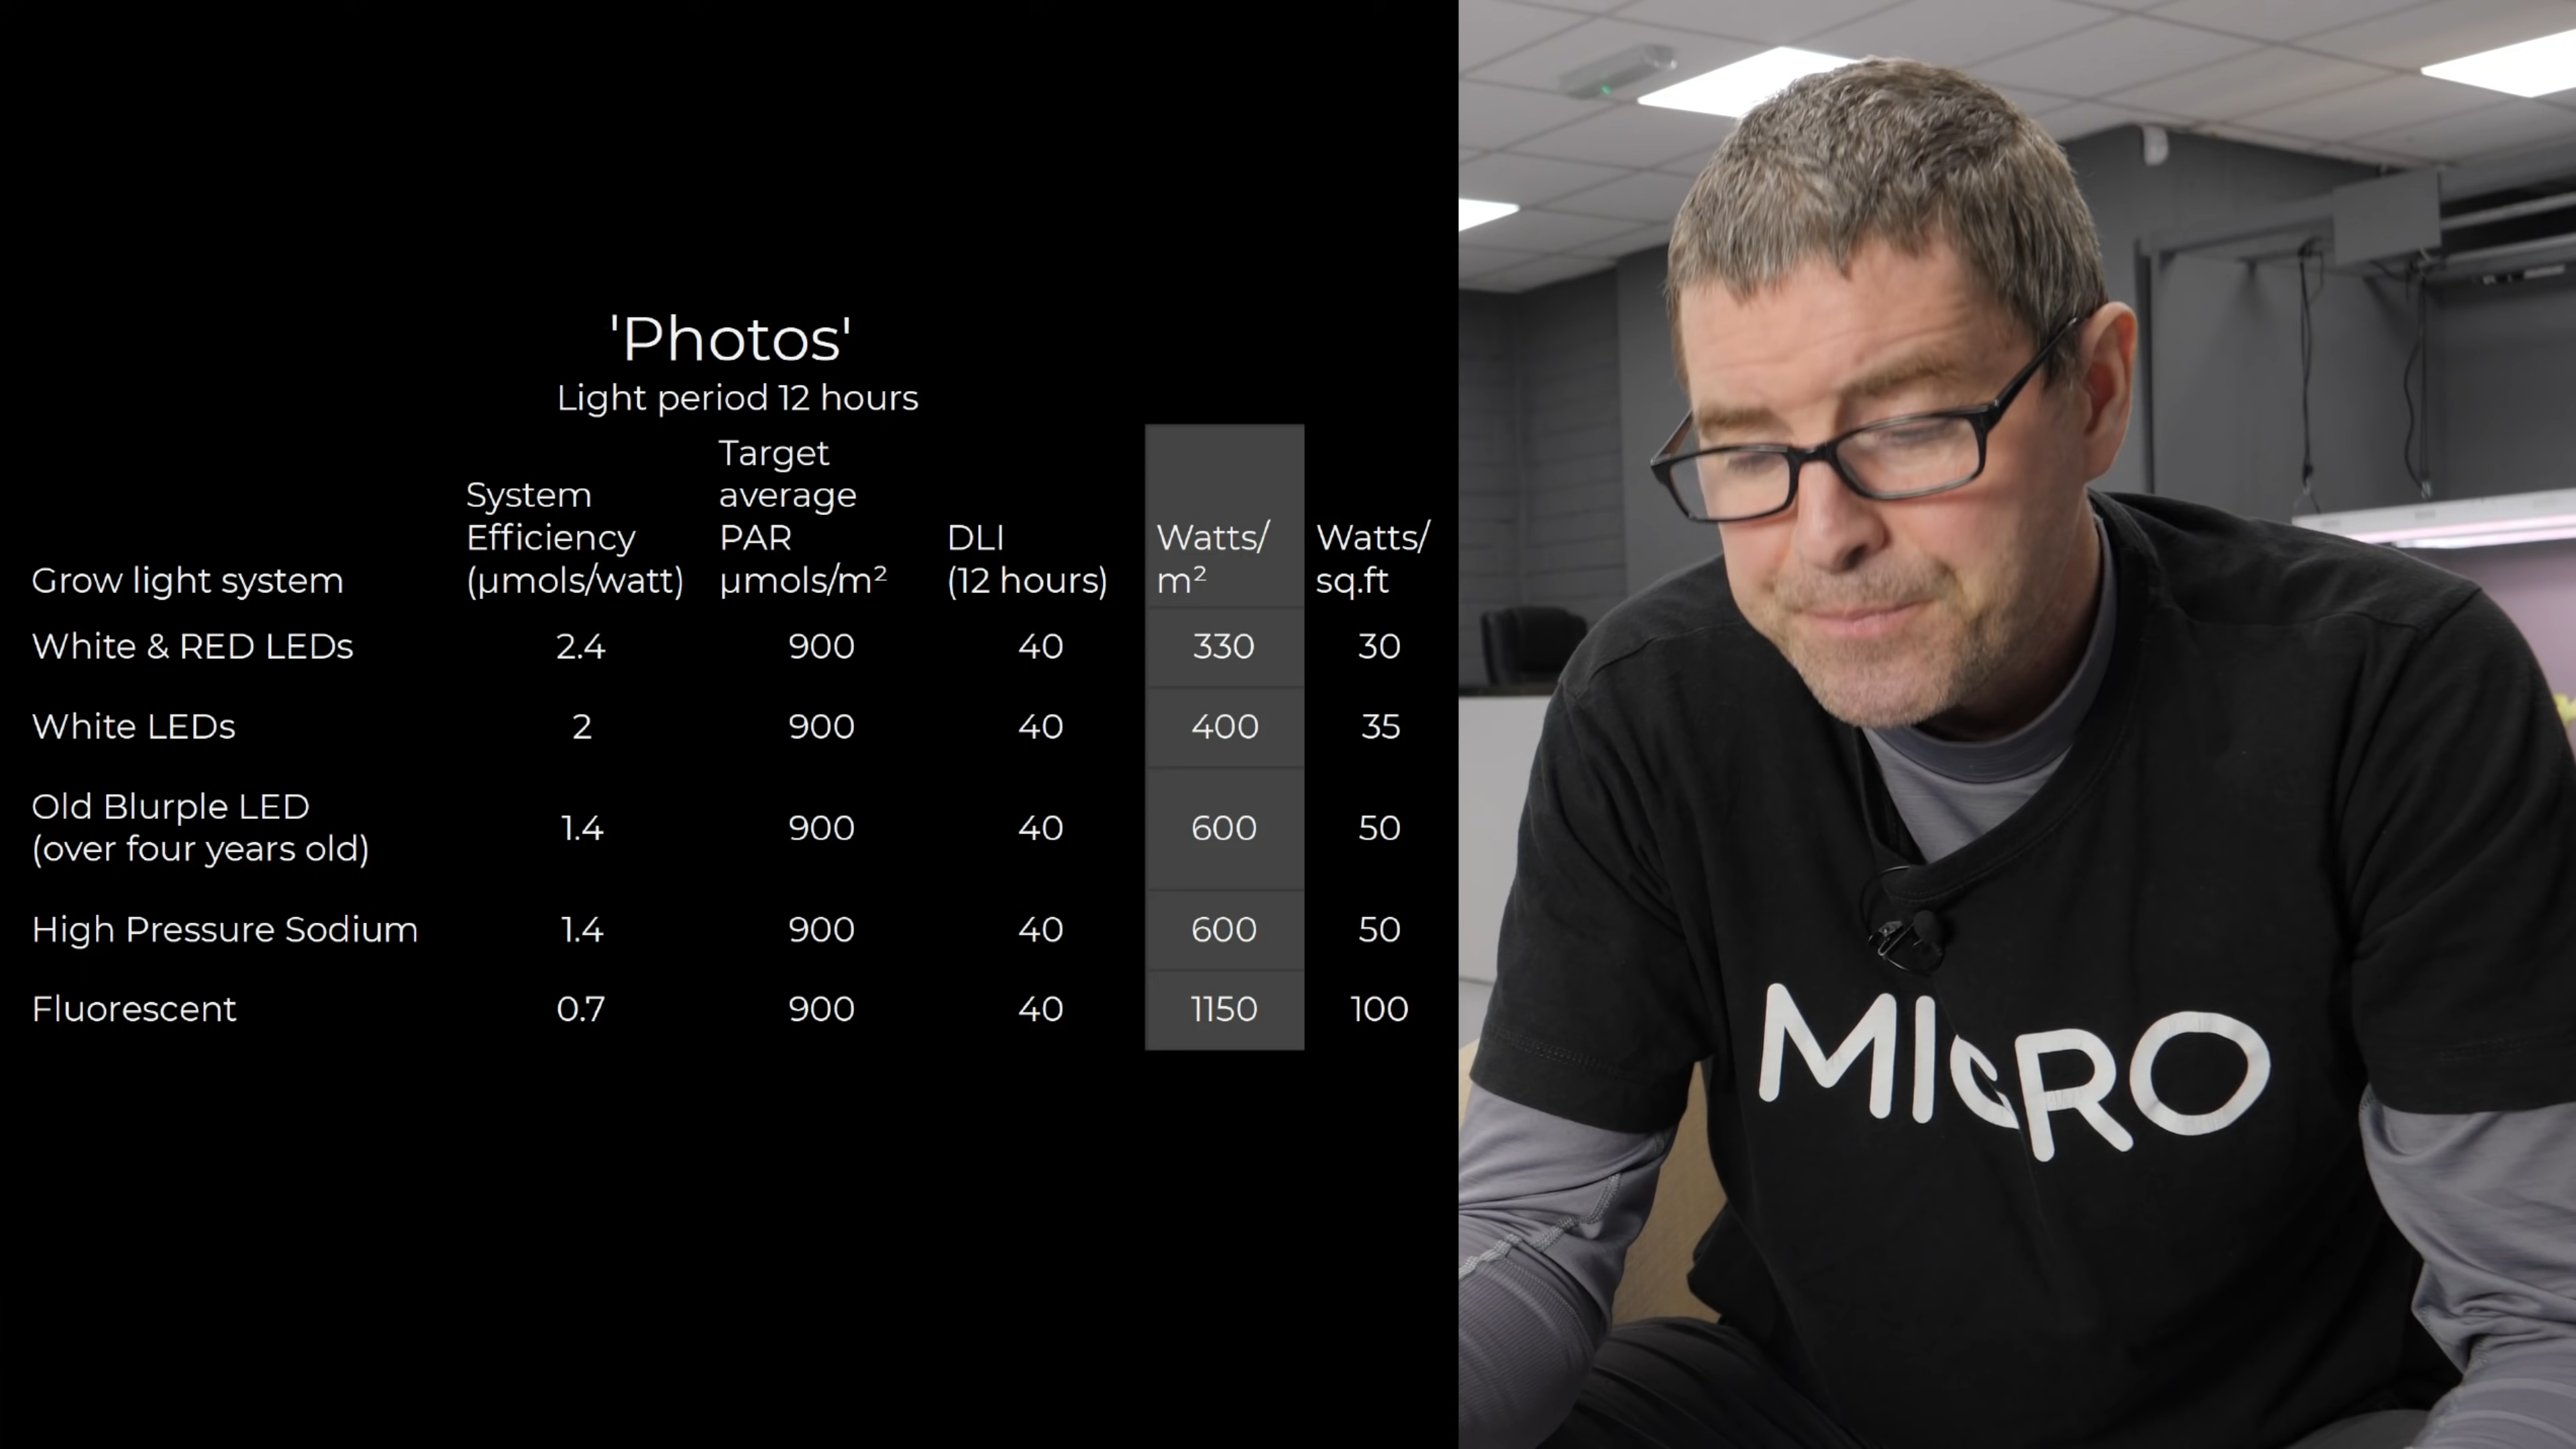 'Photos'
Light period 12 hours
Grow light system
System
Efficiency
(µmols/watt)
Target
average
PAR
µmols/m²
DLI
(12 hours)
Watts/
m²
Watts/
sq.ft
White & RED LEDs 2.4 900 40 330 30
White LEDs 2 900 40 400 35
Old Blurple LED
(over four years old) 1.4 900 40 600 50
High Pressure Sodium 1.4 900 40 600 50
Fluorescent 0.7 900 40 1150 100
MICRO